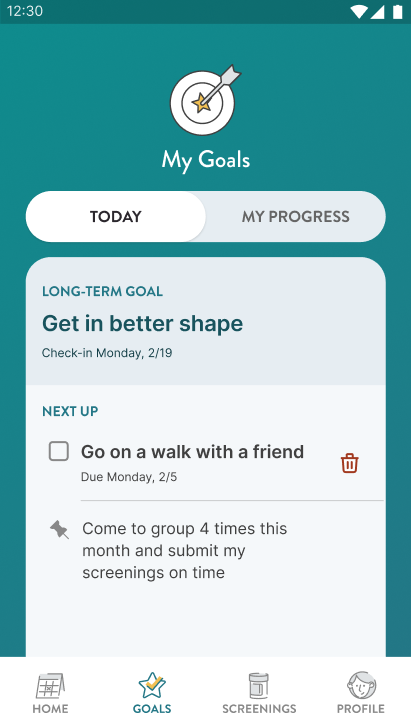 12:30
My Goals
TODAY
MY PROGRESS
LONG-TERM GOAL
Get in better shape
Check-in Monday, 2/19
NEXT UP
Go on a walk with a friend
Due Monday, 2/5
Come to group 4 times this
month and submit my
screenings on time
HOME
GOALS
SCREENINGS
PROFILE